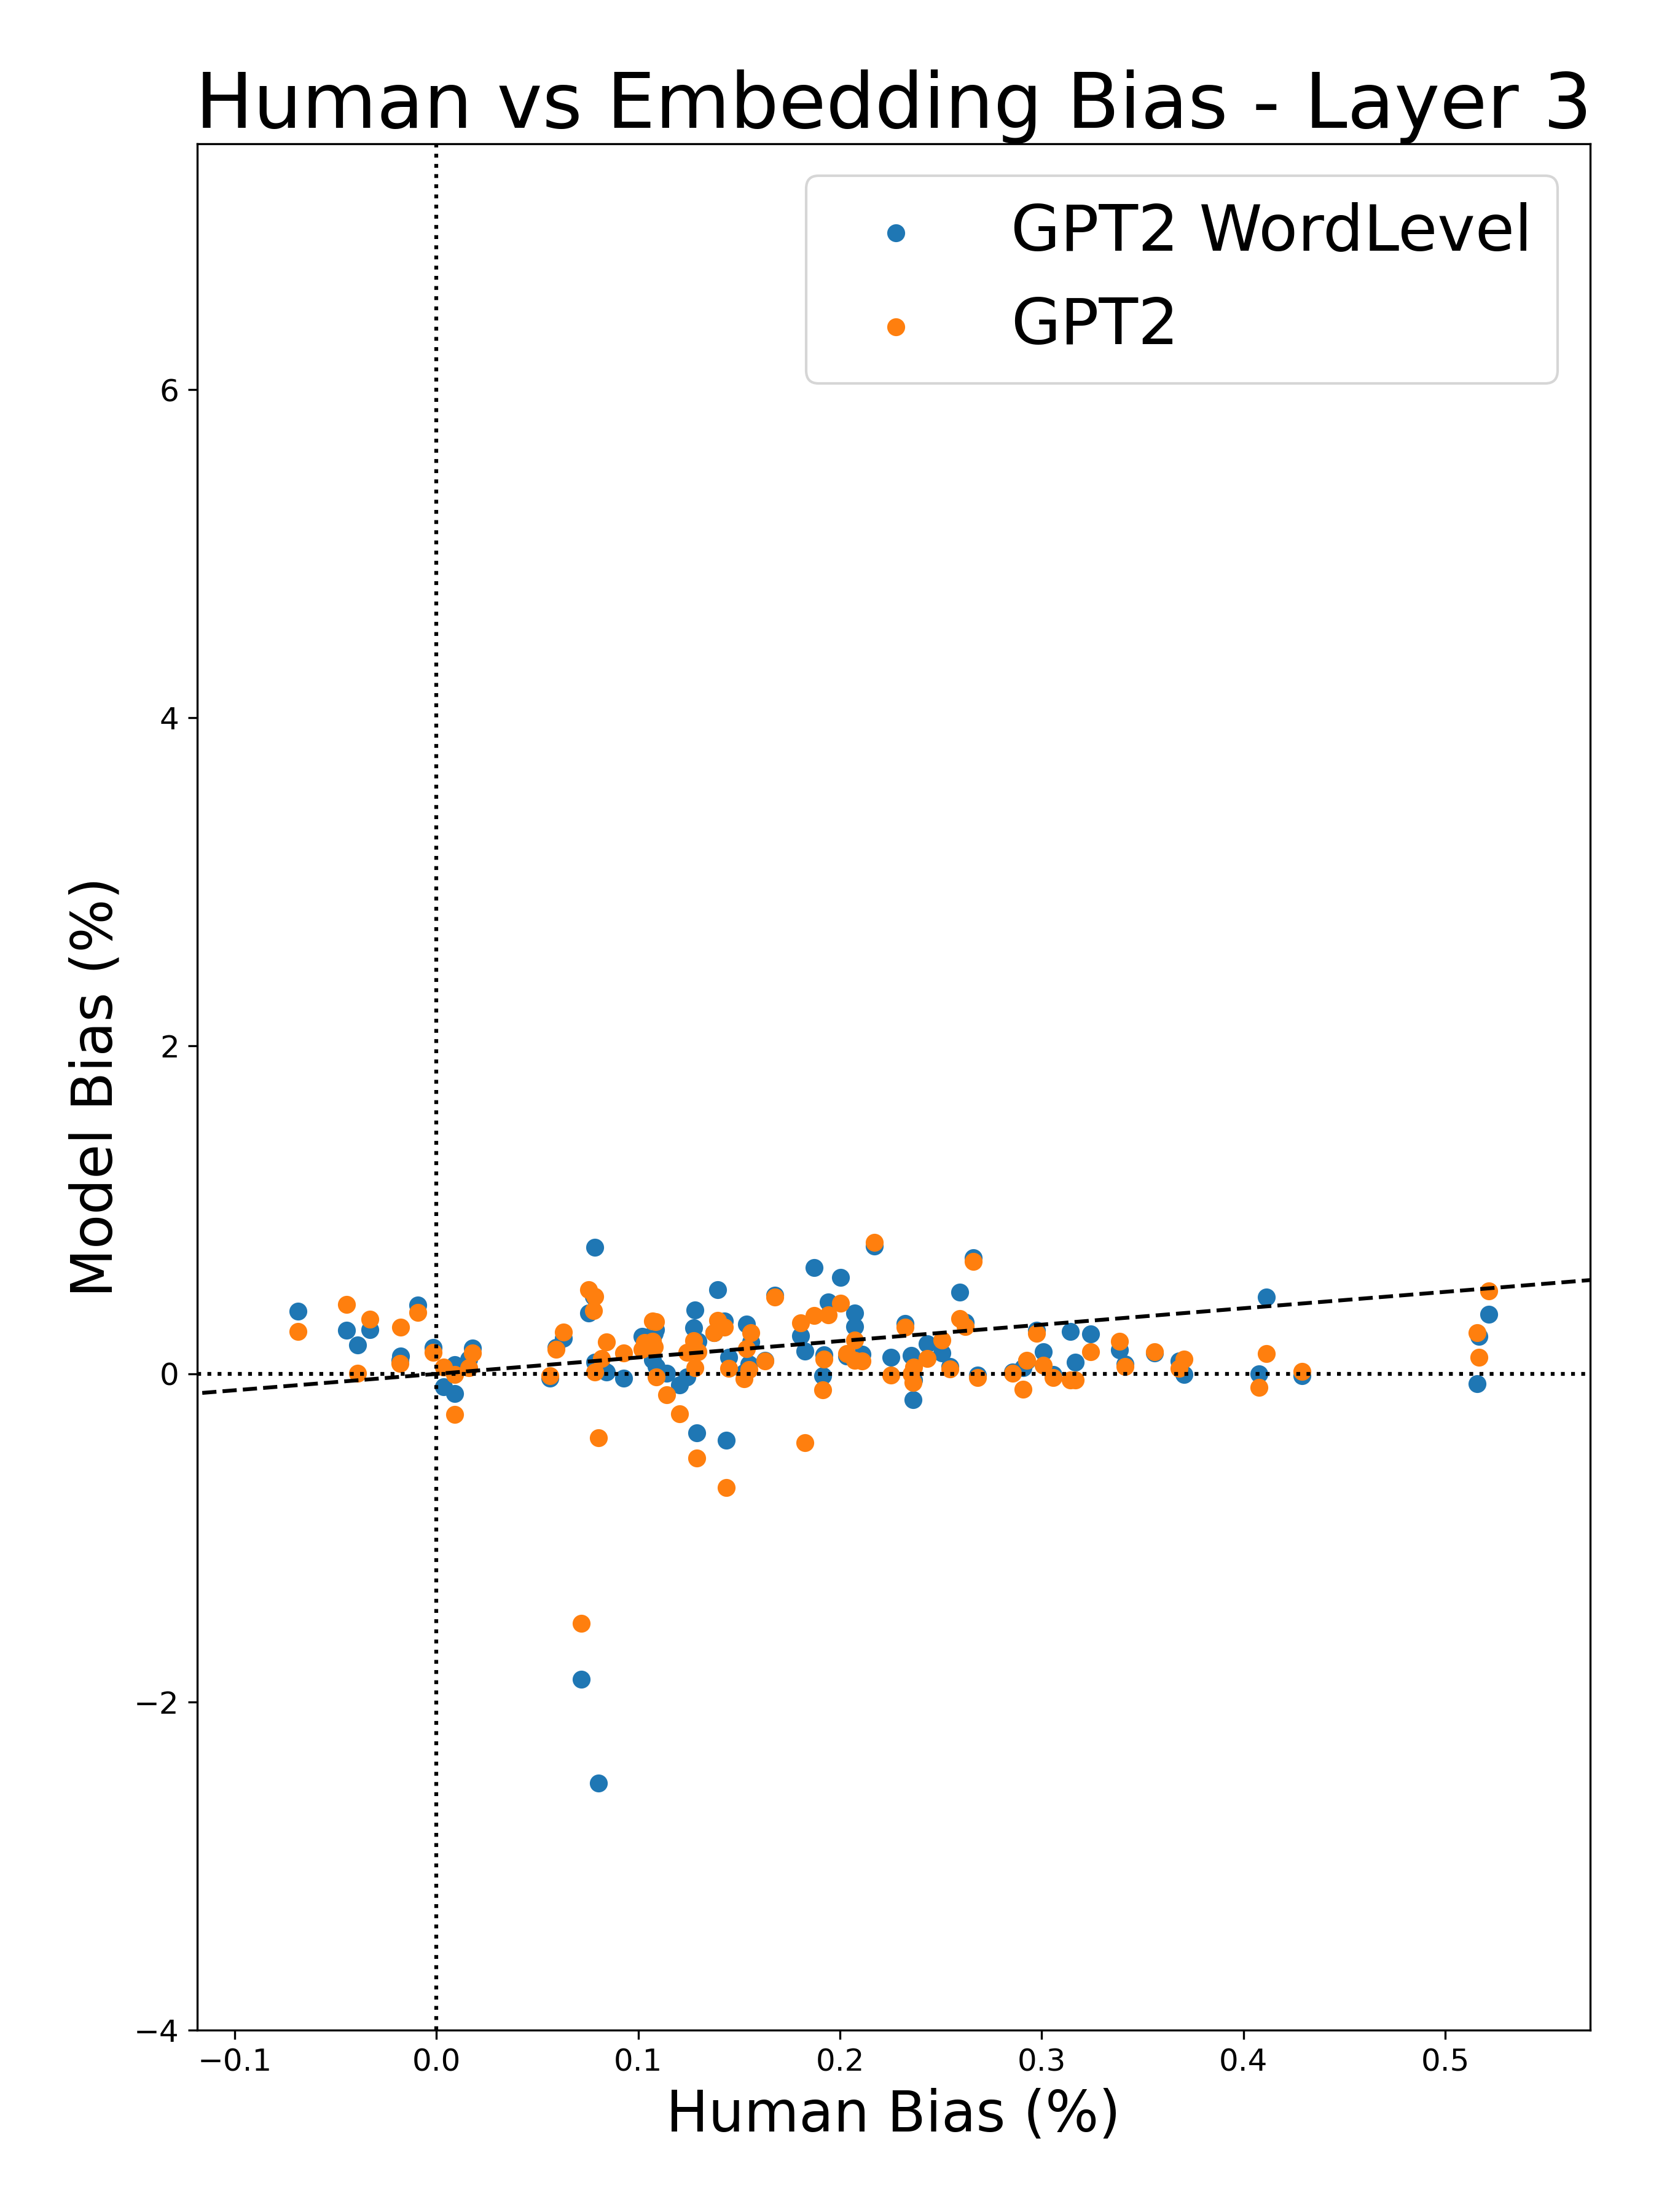 Human vs Embedding Bias - Layer 3
GPT2 WordLevel
GPT2
Model Bias (%)
6
4
2
0
−2
−4
−0.1
0.0
0.1
0.2
0.3
0.4
0.5
Human Bias (%)